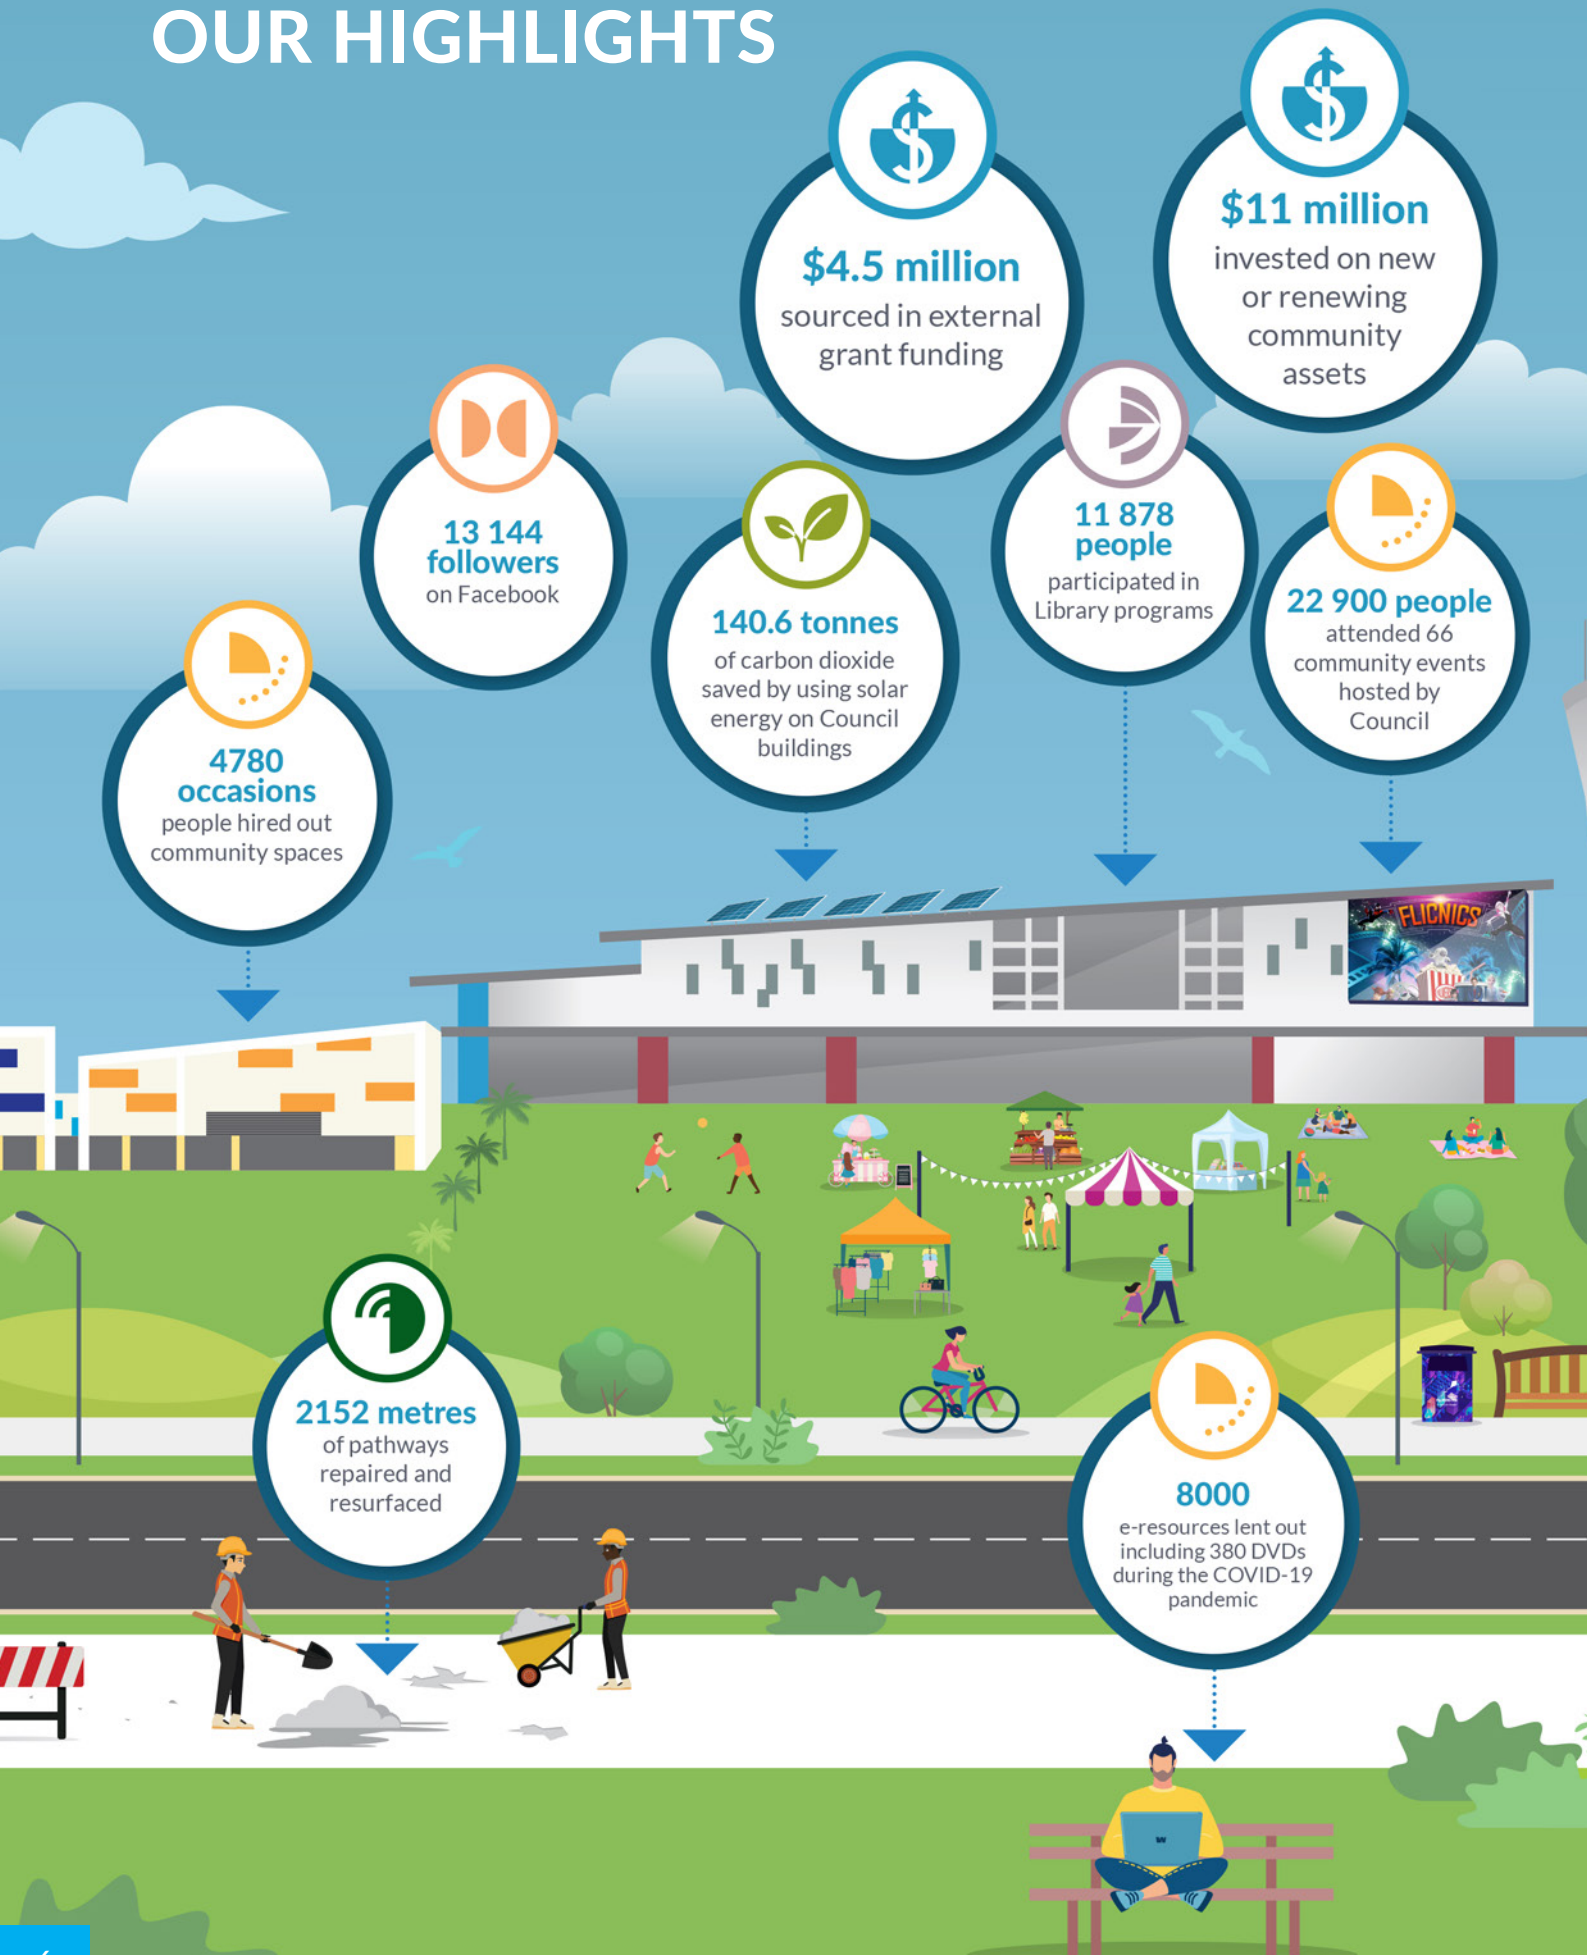 OUR HIGHLIGHTS
$11 million
invested on new
or renewing
community
assets
$4.5 million
sourced in external
grant funding
13 144
followers
on Facebook
11 878
people
participated in
Library programs
140.6 tonnes
of carbon dioxide
saved by using solar
energy on Council
buildings
22 900 people
attended 66
community events
hosted by
Council
4780
occasions
people hired out
community spaces
FLICNICS
2152 metres
of pathways
repaired and
resurfaced
8000
e-resources lent out
including 380 DVDs
during the COVID-19
pandemic